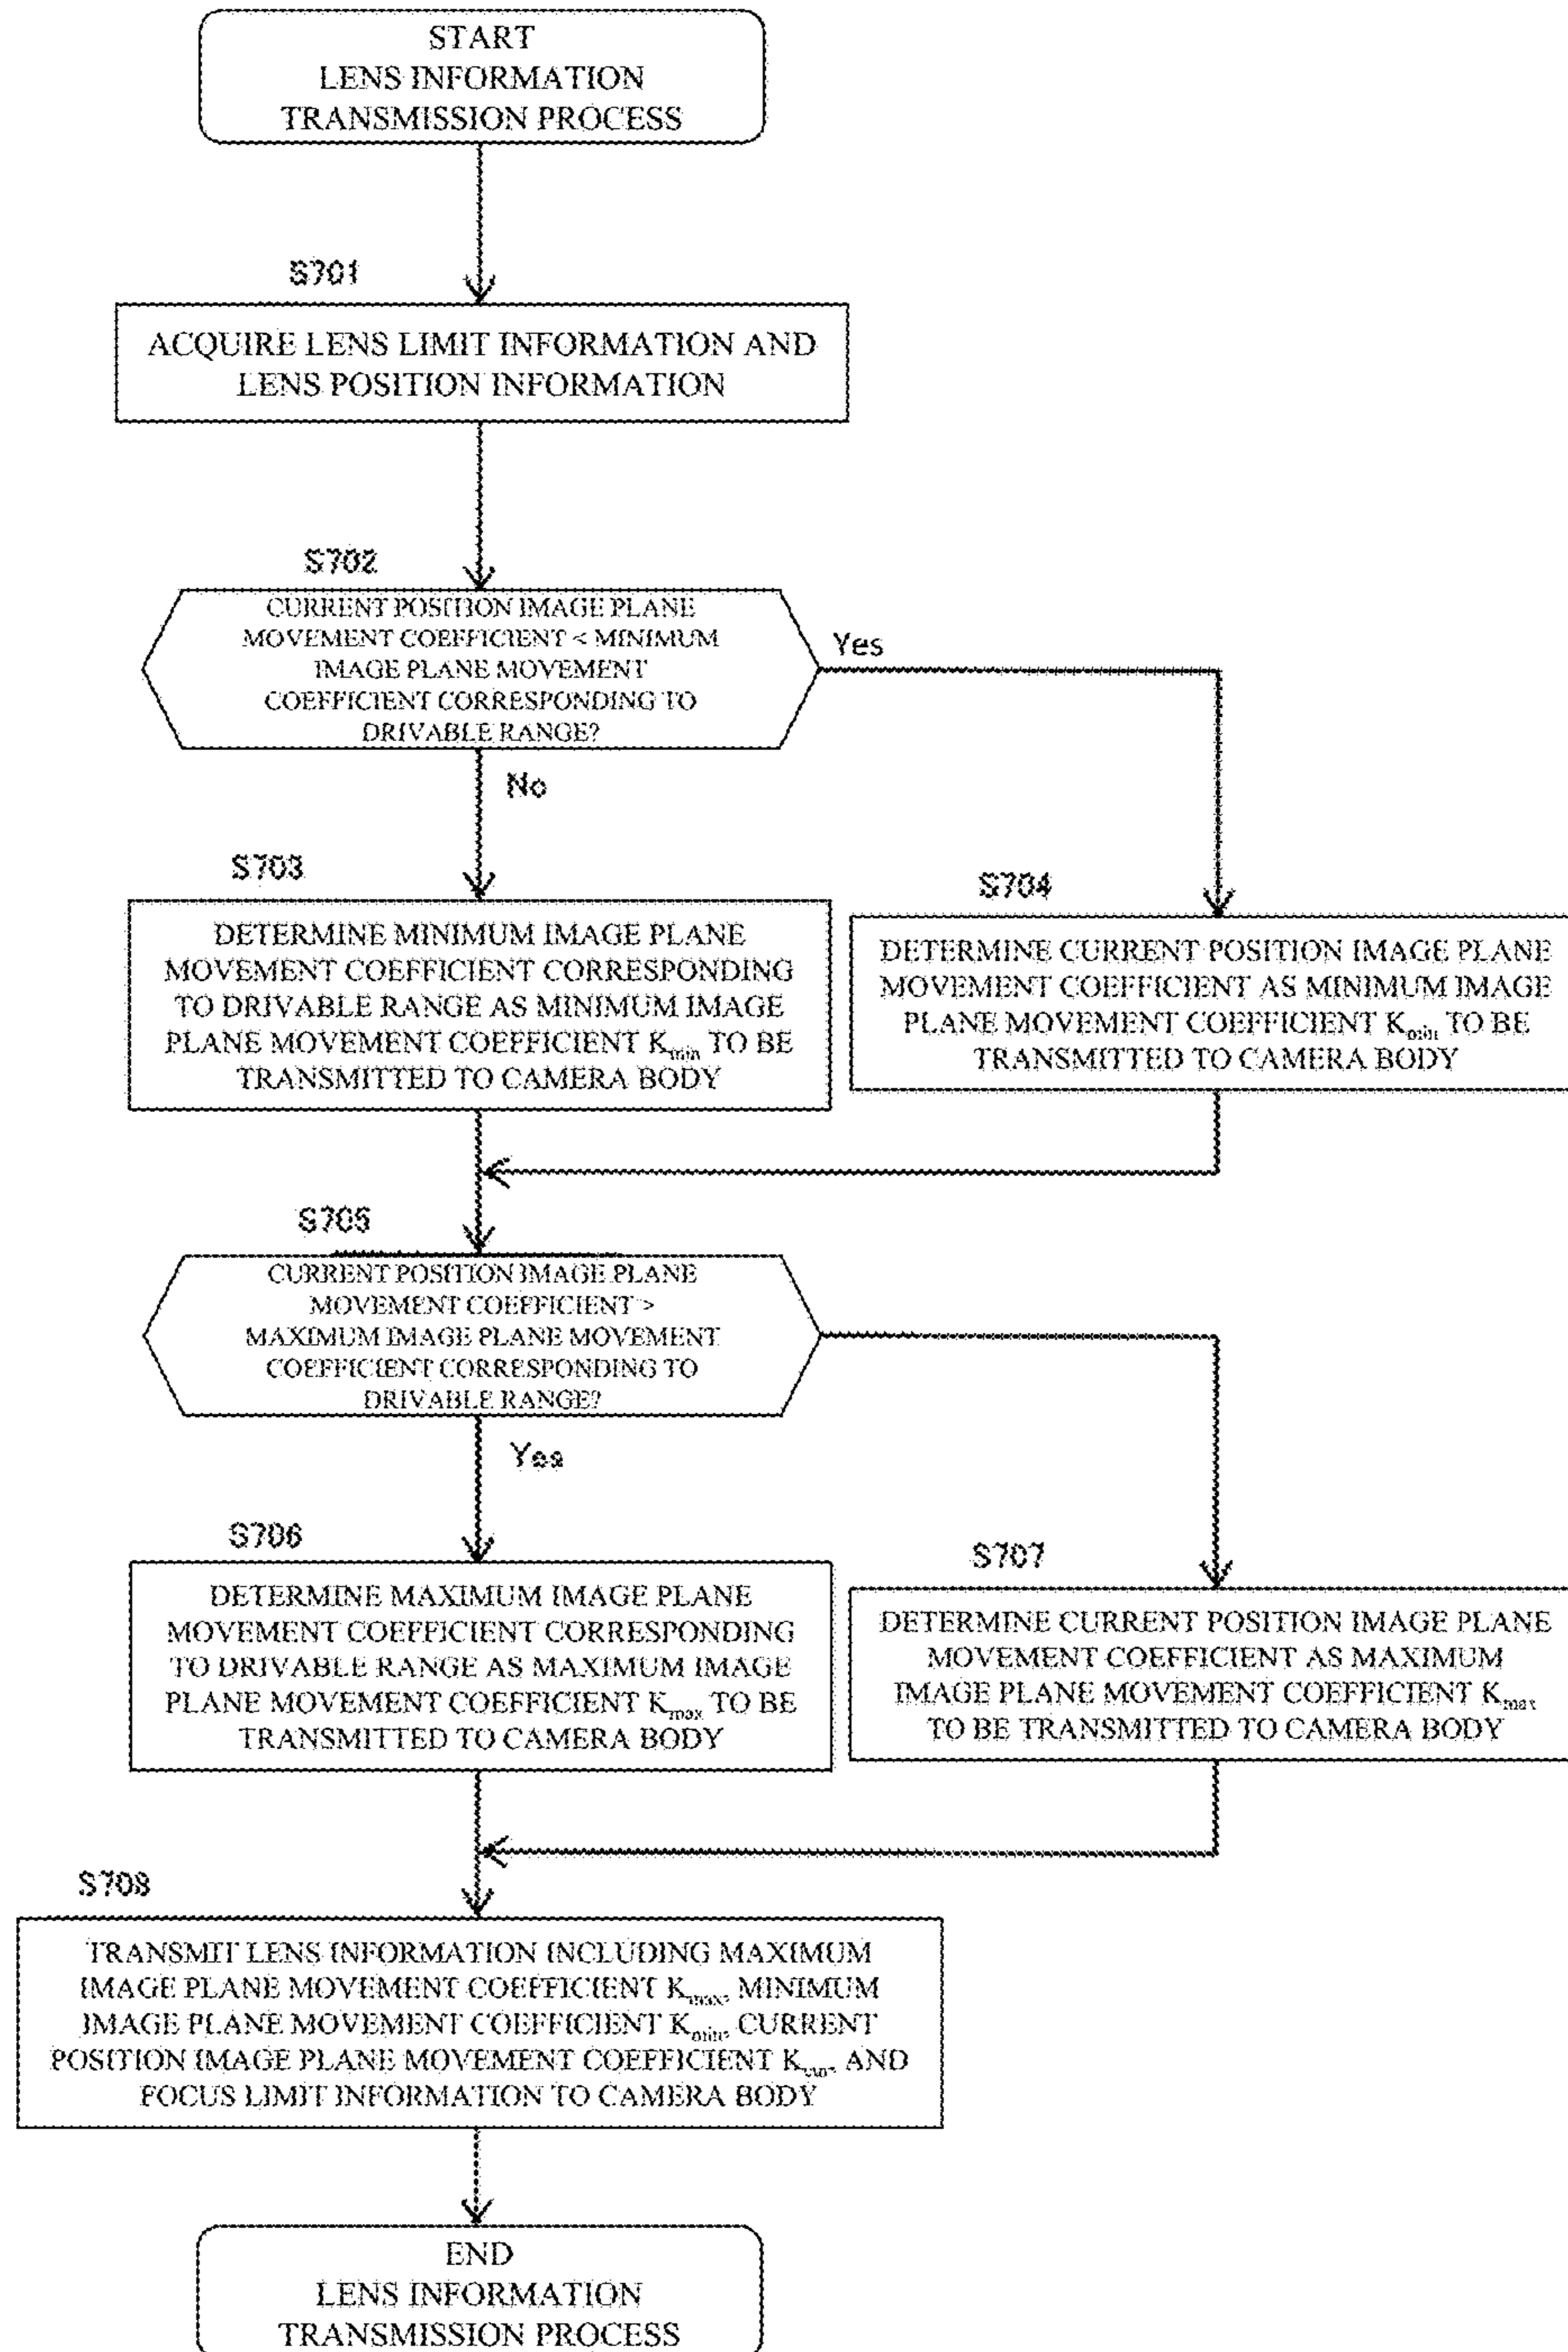 START
LENS INFORMATION
TRANSMISSION PROCESS
S701
ACQUIRE LENS LIMIT INFORMATION AND
LENS POSITION INFORMATION
S702
CURRENT POSITION IMAGE PLANE
MOVEMENT COEFFICIENT < MINIMUM
IMAGE PLANE MOVEMENT
COEFFICIENT CORRESPONDING TO
DRIVABLE RANGE?
Yes
No
S703
DETERMINE MINIMUM IMAGE PLANE
MOVEMENT COEFFICIENT CORRESPONDING
TO DRIVABLE RANGE AS MINIMUM IMAGE
PLANE MOVEMENT COEFFICIENT Kmin TO BE
TRANSMITTED TO CAMERA BODY
S704
DETERMINE CURRENT POSITION IMAGE PLANE
MOVEMENT COEFFICIENT AS MINIMUM IMAGE
PLANE MOVEMENT COEFFICIENT Kmin TO BE
TRANSMITTED TO CAMERA BODY
S705
CURRENT POSITION IMAGE PLANE
MOVEMENT COEFFICIENT >
MAXIMUM IMAGE PLANE MOVEMENT
COEFFICIENT CORRESPONDING TO
DRIVABLE RANGE?
Yes
S706
DETERMINE MAXIMUM IMAGE PLANE
MOVEMENT COEFFICIENT CORRESPONDING
TO DRIVABLE RANGE AS MAXIMUM IMAGE
PLANE MOVEMENT COEFFICIENT Kmax TO BE
TRANSMITTED TO CAMERA BODY
S707
DETERMINE CURRENT POSITION IMAGE PLANE
MOVEMENT COEFFICIENT AS MAXIMUM
IMAGE PLANE MOVEMENT COEFFICIENT Kmax
TO BE TRANSMITTED TO CAMERA BODY
S708
TRANSMIT LENS INFORMATION INCLUDING MAXIMUM
IMAGE PLANE MOVEMENT COEFFICIENT Kmax, MINIMUM
IMAGE PLANE MOVEMENT COEFFICIENT Kmin, CURRENT
POSITION IMAGE PLANE MOVEMENT COEFFICIENT Kcur, AND
FOCUS LIMIT INFORMATION TO CAMERA BODY
END
LENS INFORMATION
TRANSMISSION PROCESS